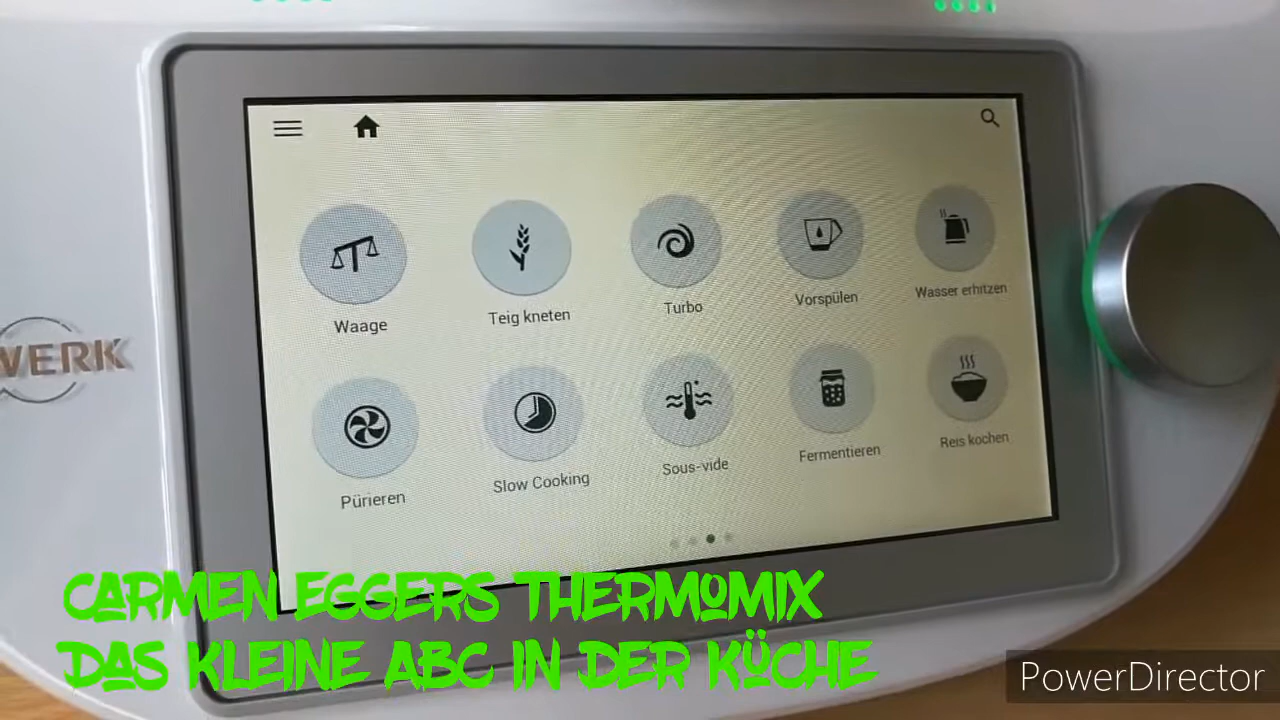 Waage
Teig kneten
Turbo
Vorspülen
Wasser erhitzen
WERK
Pürieren
Slow Cooking
Sous-vide
Fermentieren
Reis kochen
CARMEN EGGERS THERMOMIX
DAS KLEINE ABC IN DER KÜCHE
PowerDirector